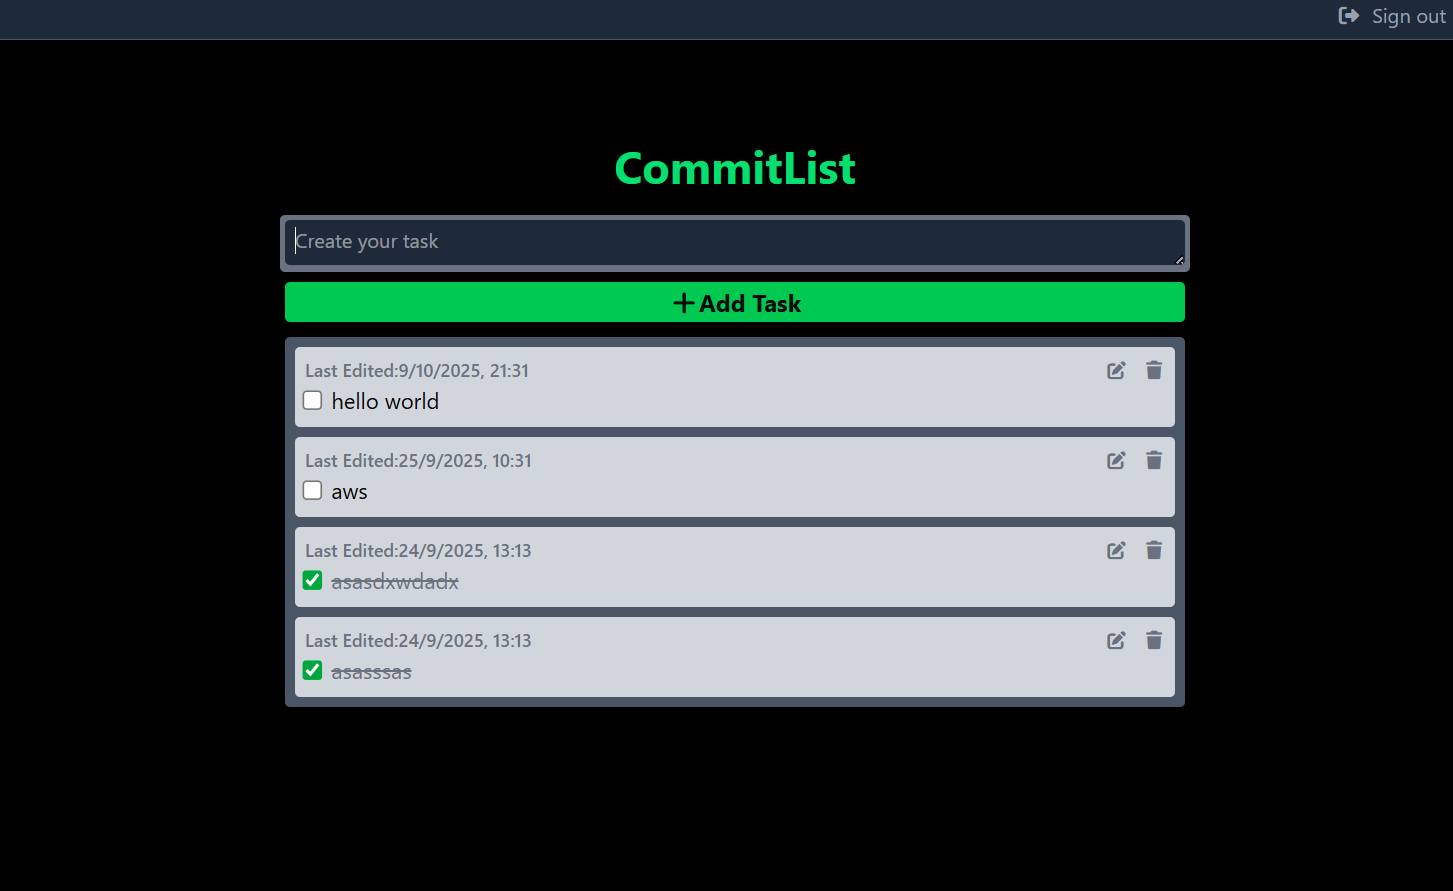 Sign out
CommitList
Create your task
Add Task
Last Edited:9/10/2025, 21:31
hello world
Last Edited:25/9/2025, 10:31
aws
Last Edited:24/9/2025, 13:13
asasdxwdadx
Last Edited:24/9/2025, 13:13
asasssas